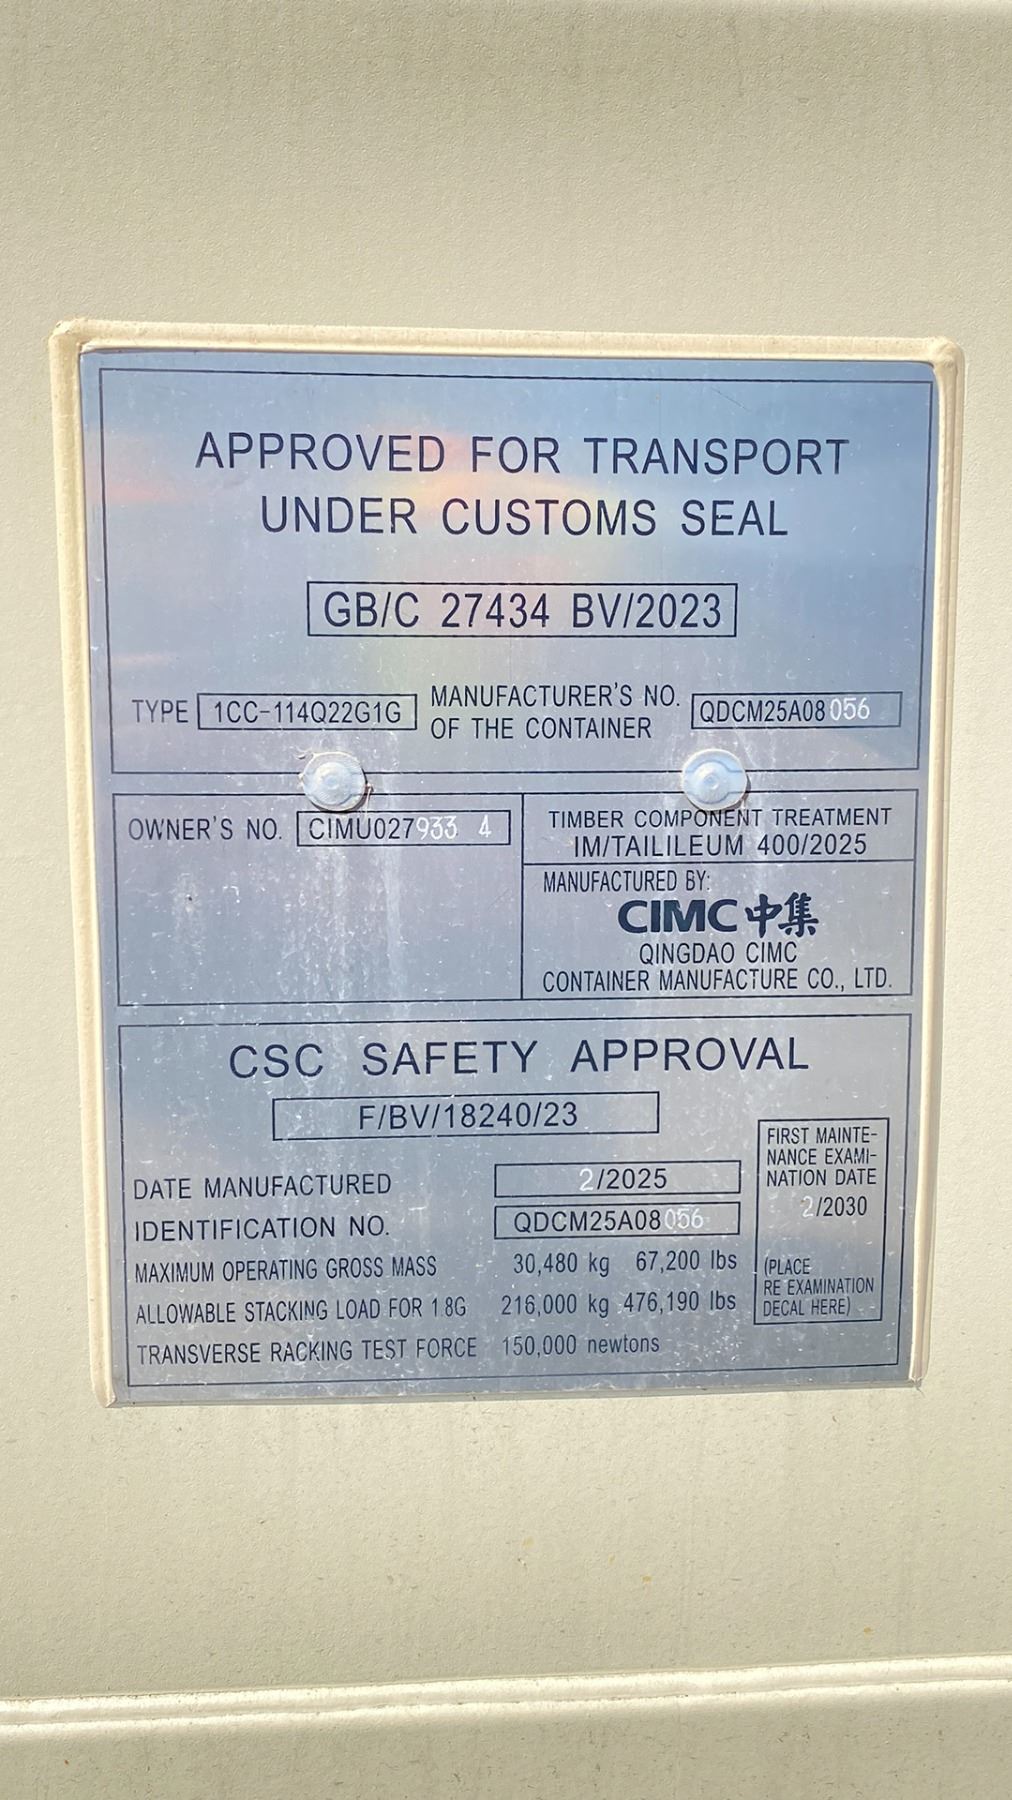 APPROVED FOR TRANSPORT
UNDER CUSTOMS SEAL
GB/C 27434 BV/2023
TYPE 1CC-114Q22G1G
MANUFACTURER'S NO.
OF THE CONTAINER
QDCM25A08056
OWNER'S NO. CIMU027933 4
TIMBER COMPONENT TREATMENT
IM/TAILILEUM 400/2025
MANUFACTURED BY:
CIMC中集
QINGDAO CIMC
CONTAINER MANUFACTURE CO., LTD.
CSC SAFETY APPROVAL
F/BV/18240/23
DATE MANUFACTURED 2/2025
IDENTIFICATION NO. QDCM25A08056
MAXIMUM OPERATING GROSS MASS 30,480 kg 67,200 lbs
ALLOWABLE STACKING LOAD FOR 1.8G 216,000 kg 476,190 lbs
TRANSVERSE RACKING TEST FORCE 150,000 newtons
FIRST MAINTE-
NANCE EXAMI-
NATION DATE
2/2030
(PLACE
RE EXAMINATION
DECAL HERE)